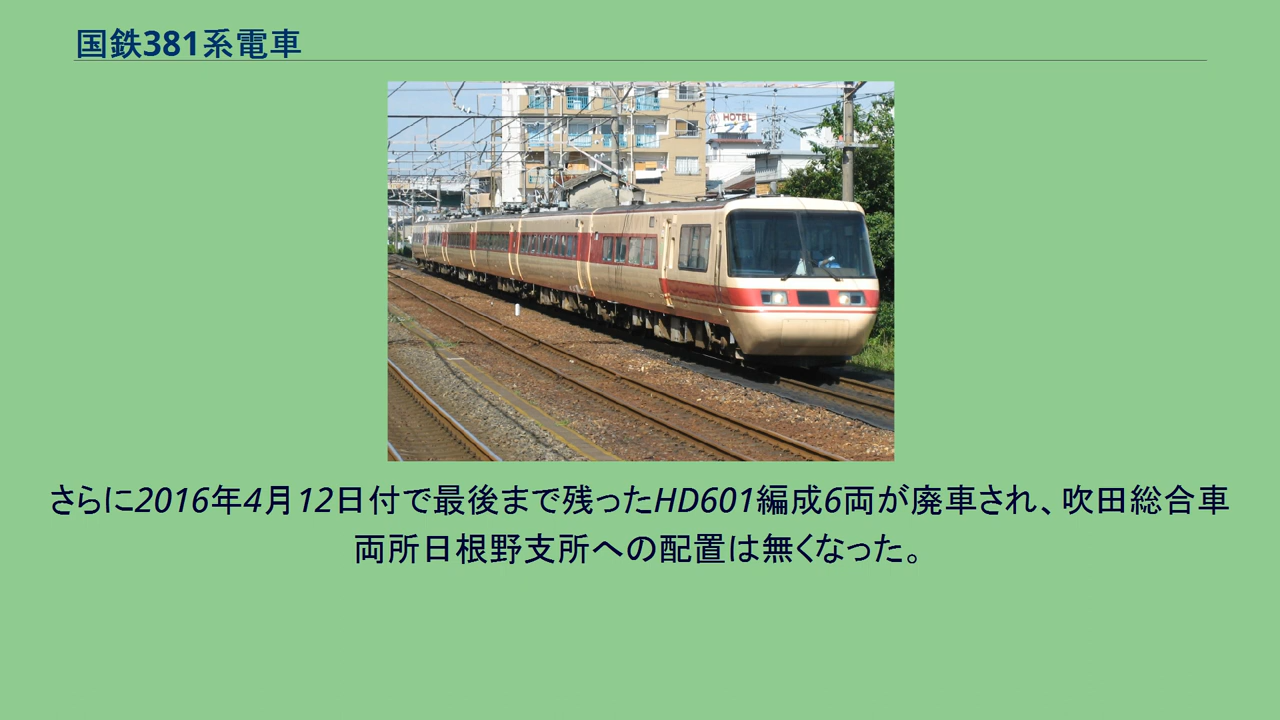 国鉄381系電車
HOTEL
さらに2016年4月12日付で最後まで残ったHD601編成6両が廃車され、吹田総合車
両所日根野支所への配置は無くなった。